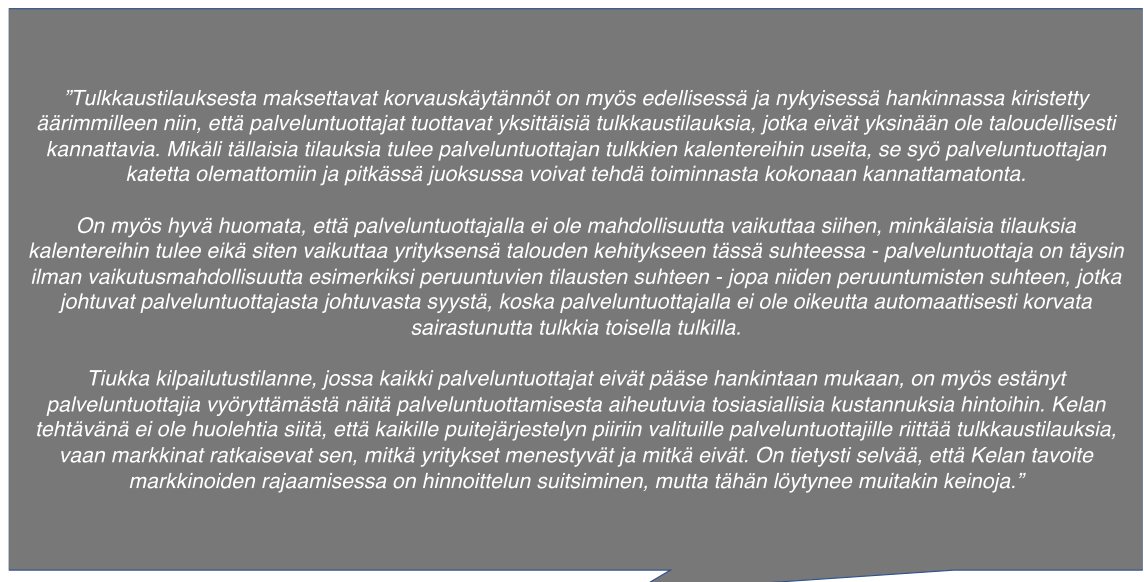 ”Tulkkaustilauksesta maksettavat korvauskäytännöt on myös edellisessä ja nykyisessä hankinnassa kiristetty
äärimmilleen niin, että palveluntuottajat tuottavat yksittäisiä tulkkaustilauksia, jotka eivät yksinään ole taloudellisesti
kannattavia. Mikäli tällaisia tilauksia tulee palveluntuottajan tulkkien kalentereihin useita, se syö palveluntuottajan
katetta olemattomiin ja pitkässä juoksussa voivat tehdä toiminnasta kokonaan kannattamatonta.
On myös hyvä huomata, että palveluntuottajalla ei ole mahdollisuutta vaikuttaa siihen, minkälaisia tilauksia
kalentereihin tulee eikä siten vaikuttaa yrityksensä talouden kehitykseen tässä suhteessa - palveluntuottaja on täysin
ilman vaikutusmahdollisuutta esimerkiksi peruuntuvien tilausten suhteen - jopa niiden peruuntumisten suhteen, jotka
johtuvat palveluntuottajasta johtuvasta syystä, koska palveluntuottajalla ei ole oikeutta automaattisesti korvata
sairastunutta tulkkia toisella tulkilla.
Tiukka kilpailutustilanne, jossa kaikki palveluntuottajat eivät pääse hankintaan mukaan, on myös estänyt
palveluntuottajia vyöryttämästä näitä palveluntuottamisesta aiheutuvia tosiasiallisia kustannuksia hintoihin. Kelan
tehtävänä ei ole huolehtia siitä, että kaikille puitejärjestelyn piiriin valituille palveluntuottajille riittää tulkkaustilauksia,
vaan markkinat ratkaisevat sen, mitkä yritykset menestyvät ja mitkä eivät. On tietysti selvää, että Kelan tavoite
markkinoiden rajaamisessa on hinnoittelun suitsiminen, mutta tähän löytynee muitakin keinoja.”